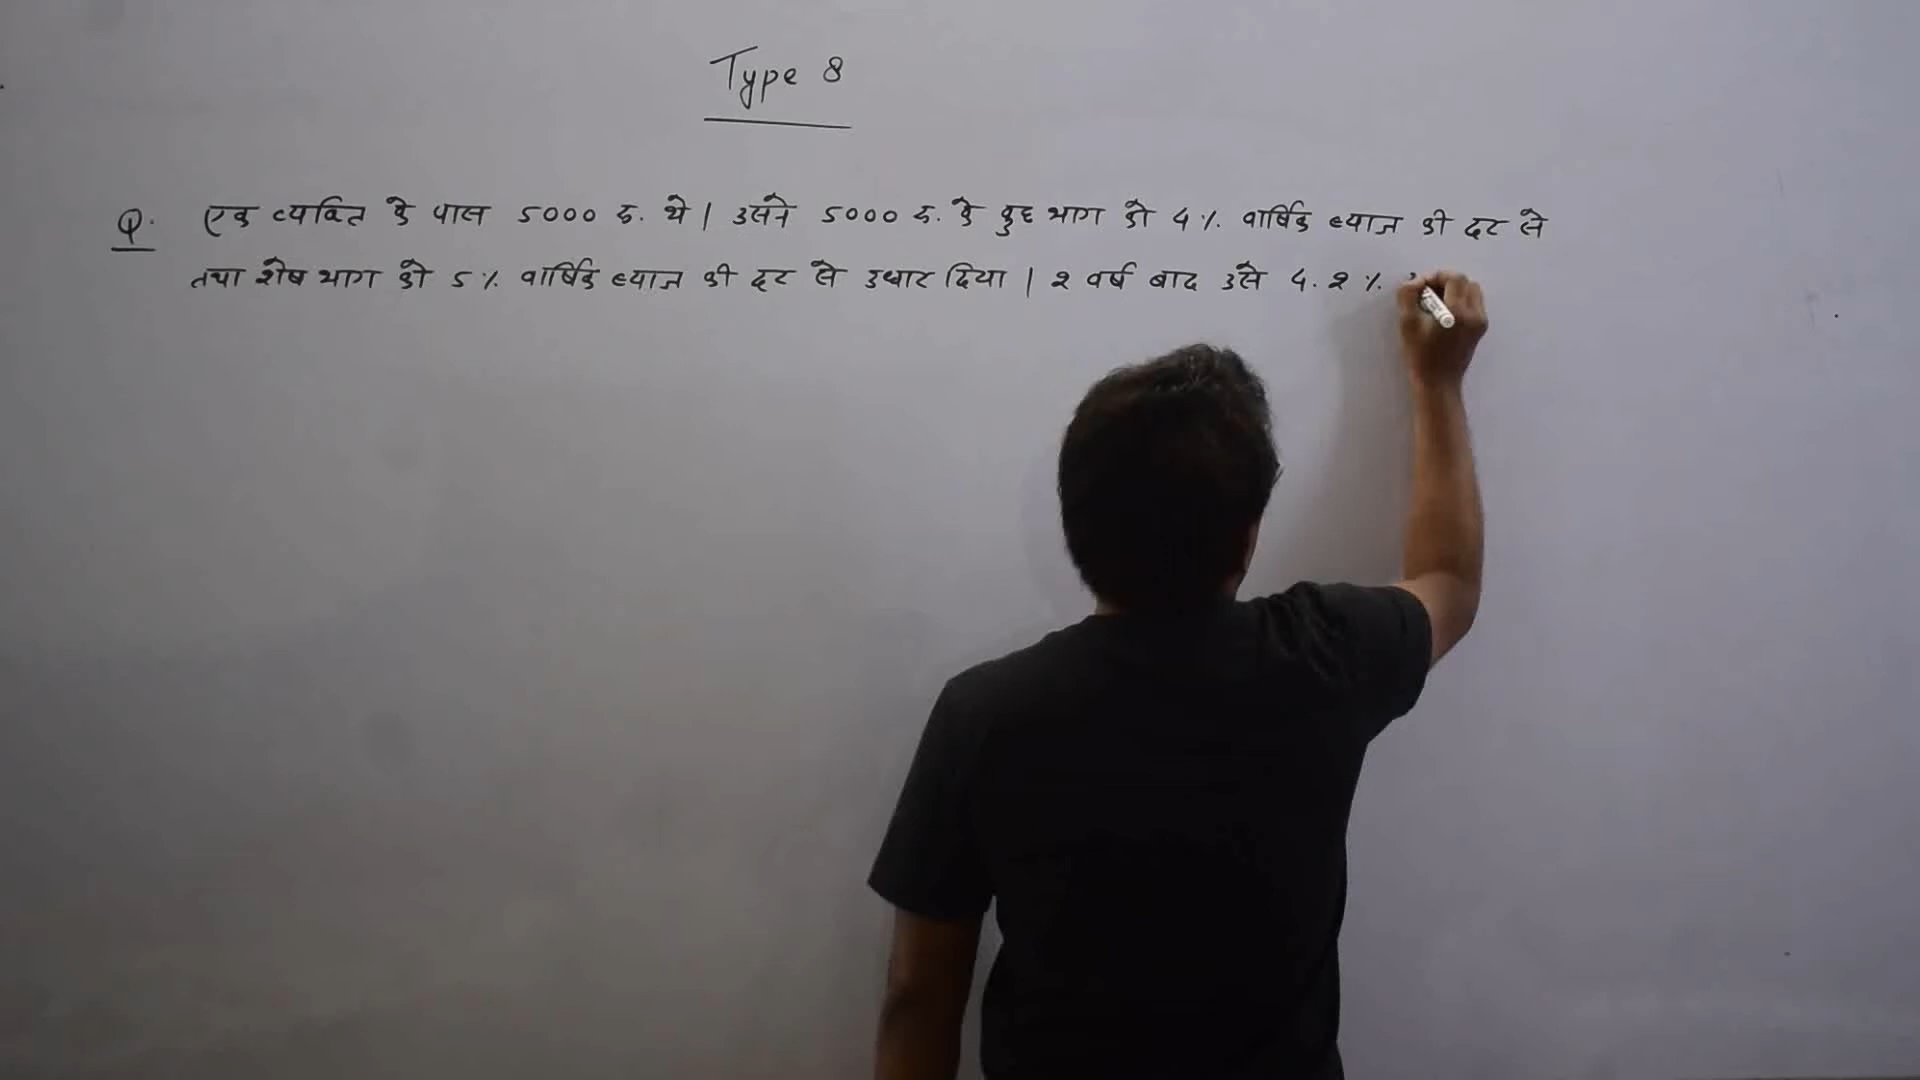 Type 8
Q. एक व्यक्ति के पास 5000 रु. थे | उसने 5000 रु. के कुछ भाग को 4 % वार्षिक ब्याज की दर से
तथा शेष भाग को 5 % वार्षिक ब्याज की दर से उधार दिया | 2 वर्ष बाद उसे 4.2 %